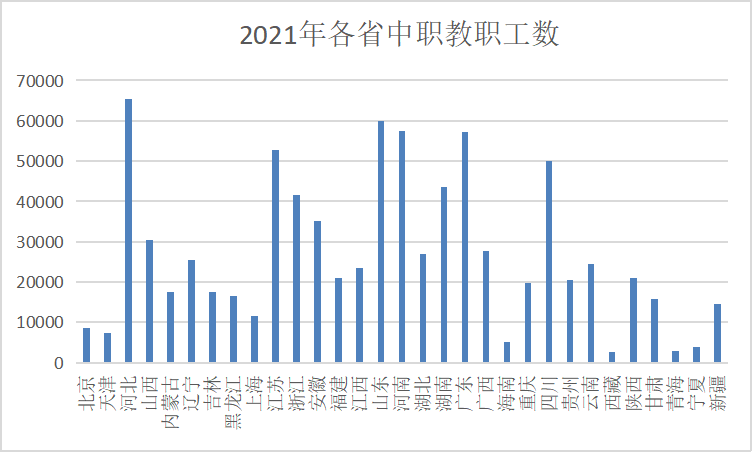 2021年各省中职教职工数
70000
60000
50000
40000
30000
20000
10000
0
北京
天津
河北
山西
内蒙古
辽宁
吉林
黑龙江
上海
江苏
浙江
安徽
福建
江西
山东
河南
湖北
湖南
广东
广西
海南
重庆
四川
贵州
云南
西藏
陕西
甘肃
青海
宁夏
新疆